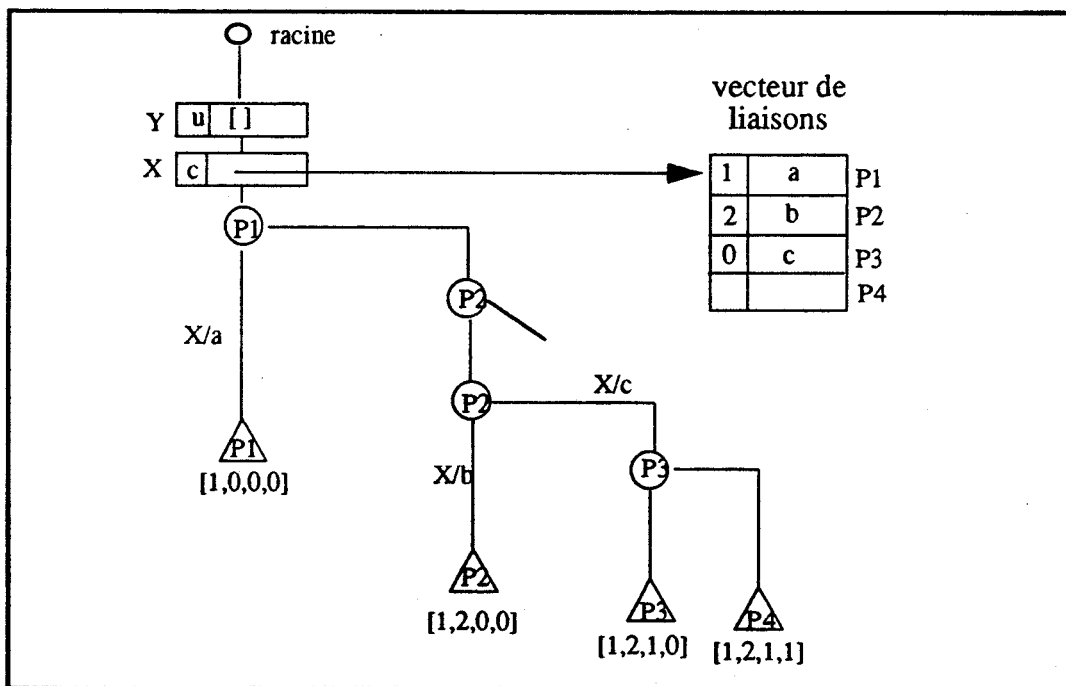 racine
vecteur de
liaisons
Y u [ ]
X c
1 a P1
2 b P2
0 c P3
P4
P1
P2
X/a
P2
X/c
P1
[1,0,0,0]
X/b
P3
P2
[1,2,0,0]
P3
P4
[1,2,1,0]
[1,2,1,1]